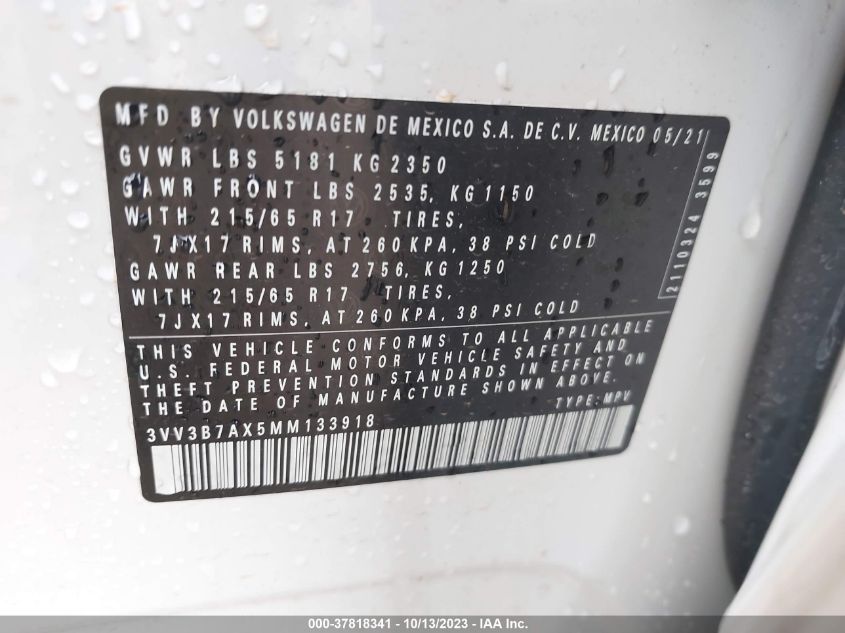 MFD BY VOLKSWAGEN DE MEXICO S.A. DE C.V. MEXICO 05/21
GVWR LBS 5181 KG 2350
GAWR FRONT LBS 2535, KG 1150
WITH 215/65 R17 TIRES,
7JX17 RIMS, AT 260 KPA, 38 PSI COLD
GAWR REAR LBS 2756, KG 1250
WITH 215/65 R17 TIRES,
7JX17 RIMS, AT 260 KPA, 38 PSI COLD
2110324 3599
THIS VEHICLE CONFORMS TO ALL APPLICABLE
U.S. FEDERAL MOTOR VEHICLE SAFETY AND
THEFT PREVENTION STANDARDS IN EFFECT ON
THE DATE OF MANUFACTURE SHOWN ABOVE.
TYPE: MPV
3VV3B7AX5MM133918
000-37818341 - 10/13/2023 - IAA Inc.